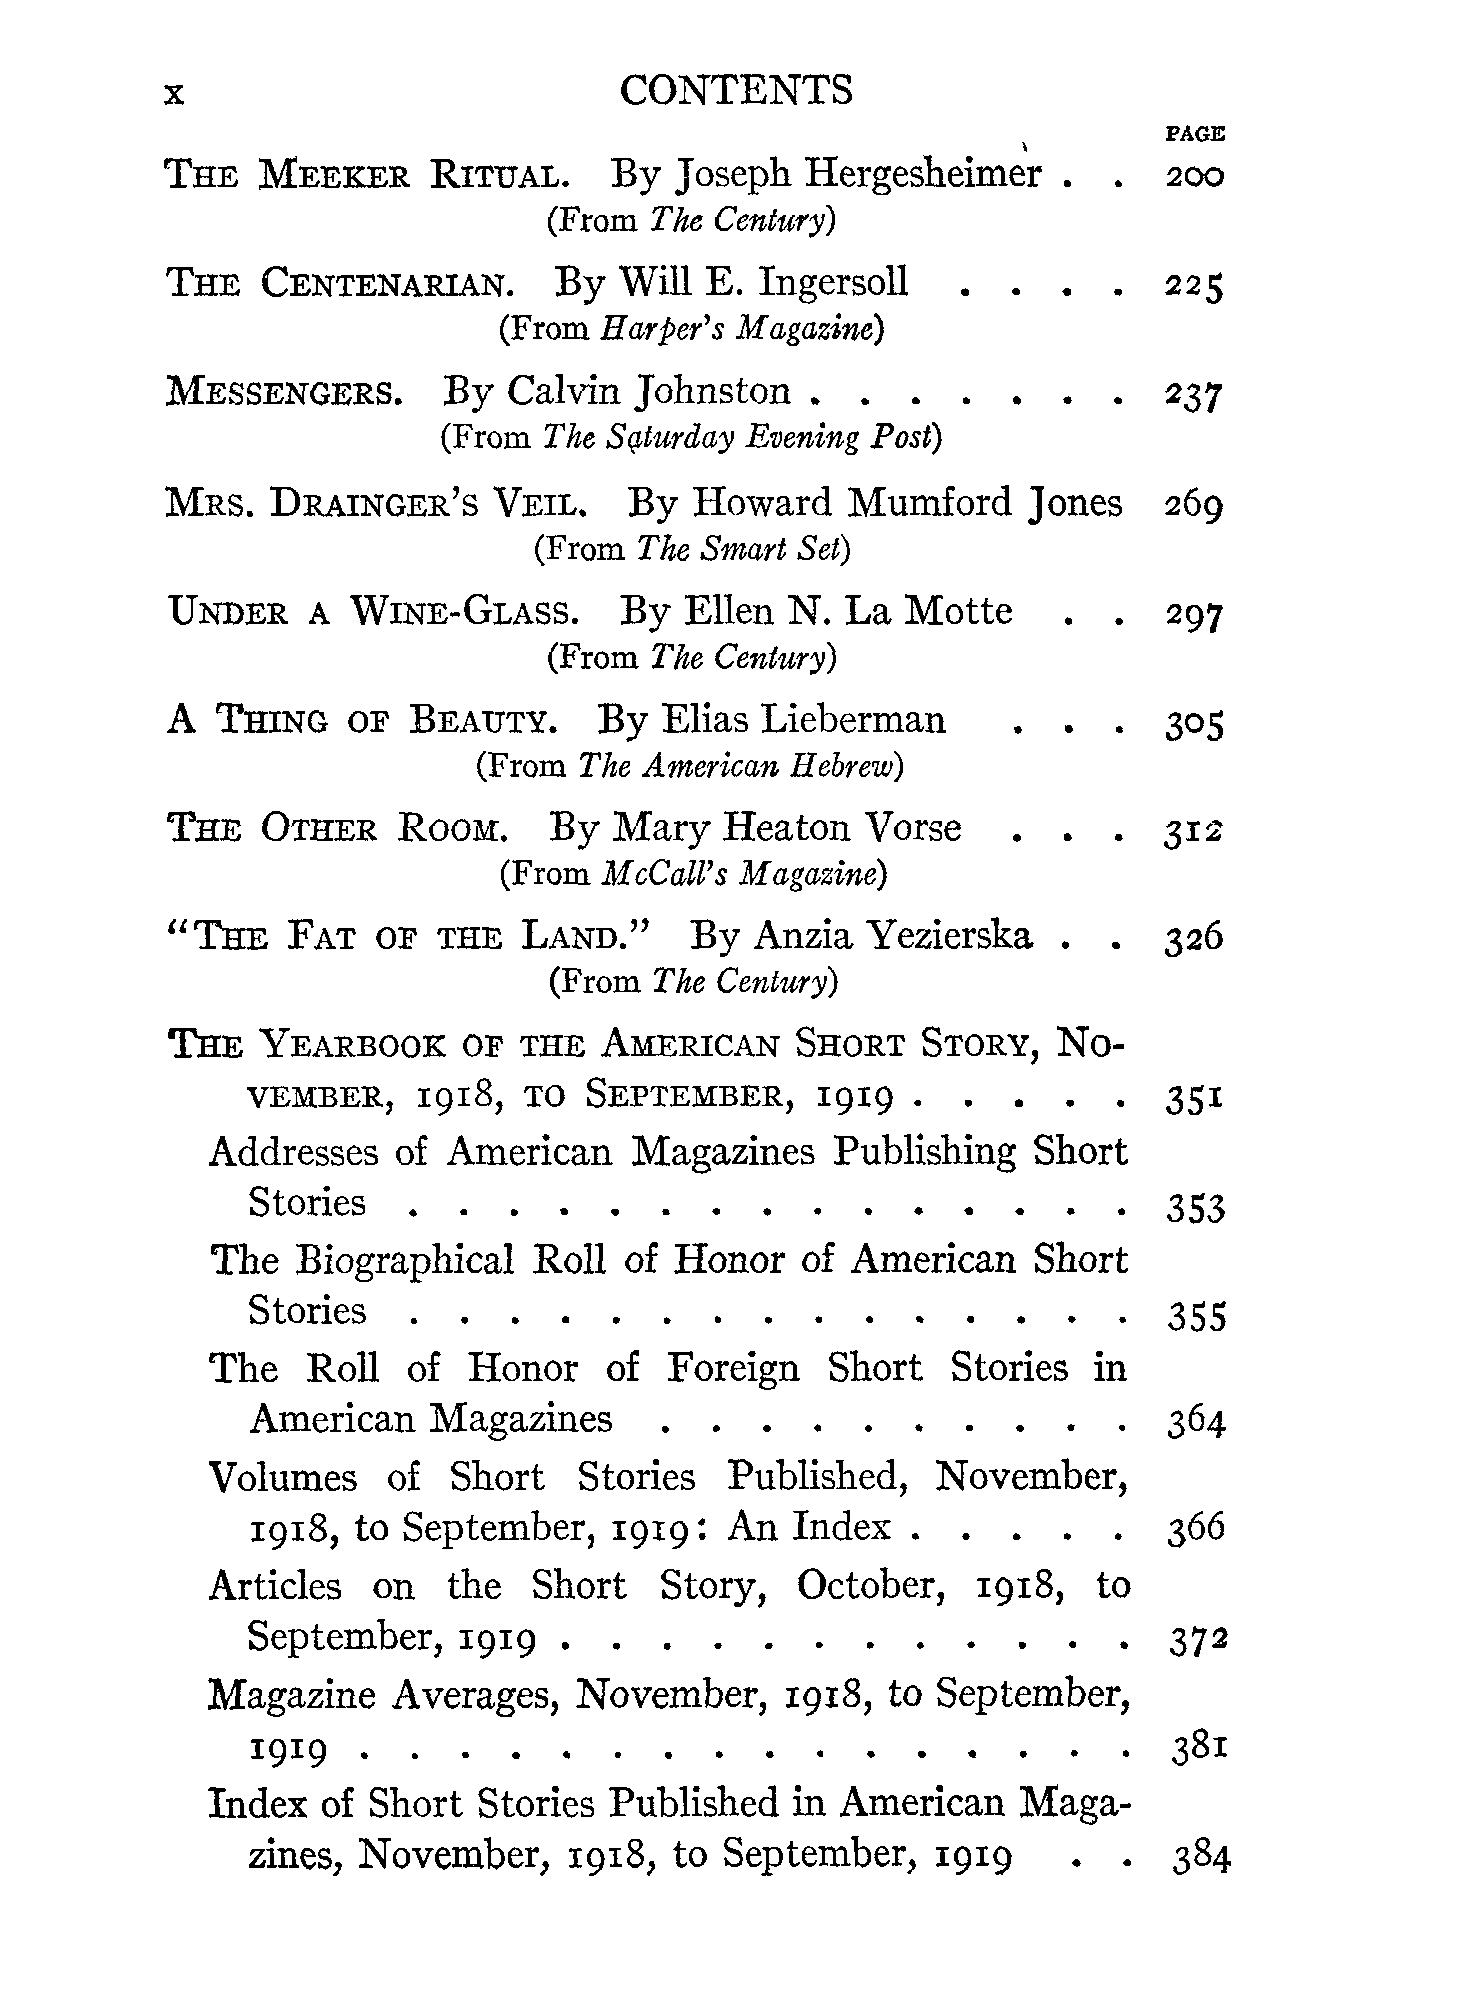 x CONTENTS
PAGE
THE MEEKER RITUAL. By Joseph Hergesheimer . . 200
(From The Century)
THE CENTENARIAN. By Will E. Ingersoll . . . . 225
(From Harper's Magazine)
MESSENGERS. By Calvin Johnston . . . . . . . 237
(From The Saturday Evening Post)
MRS. DRAINGER'S VEIL. By Howard Mumford Jones 269
(From The Smart Set)
UNDER A WINE-GLASS. By Ellen N. La Motte . . 297
(From The Century)
A THING OF BEAUTY. By Elias Lieberman . . . 305
(From The American Hebrew)
THE OTHER ROOM. By Mary Heaton Vorse . . . 312
(From McCall's Magazine)
"THE FAT OF THE LAND." By Anzia Yezierska . . 326
(From The Century)
THE YEARBOOK OF THE AMERICAN SHORT STORY, NO-
VEMBER, 1918, TO SEPTEMBER, 1919 . . . . . 351
Addresses of American Magazines Publishing Short
Stories . . . . . . . . . . . . . . . 353
The Biographical Roll of Honor of American Short
Stories . . . . . . . . . . . . . . . 355
The Roll of Honor of Foreign Short Stories in
American Magazines . . . . . . . . . . 364
Volumes of Short Stories Published, November,
1918, to September, 1919: An Index . . . . . 366
Articles on the Short Story, October, 1918, to
September, 1919 . . . . . . . . . . . . 372
Magazine Averages, November, 1918, to September,
1919 . . . . . . . . . . . . . . . . 381
Index of Short Stories Published in American Maga-
zines, November, 1918, to September, 1919 . . 384